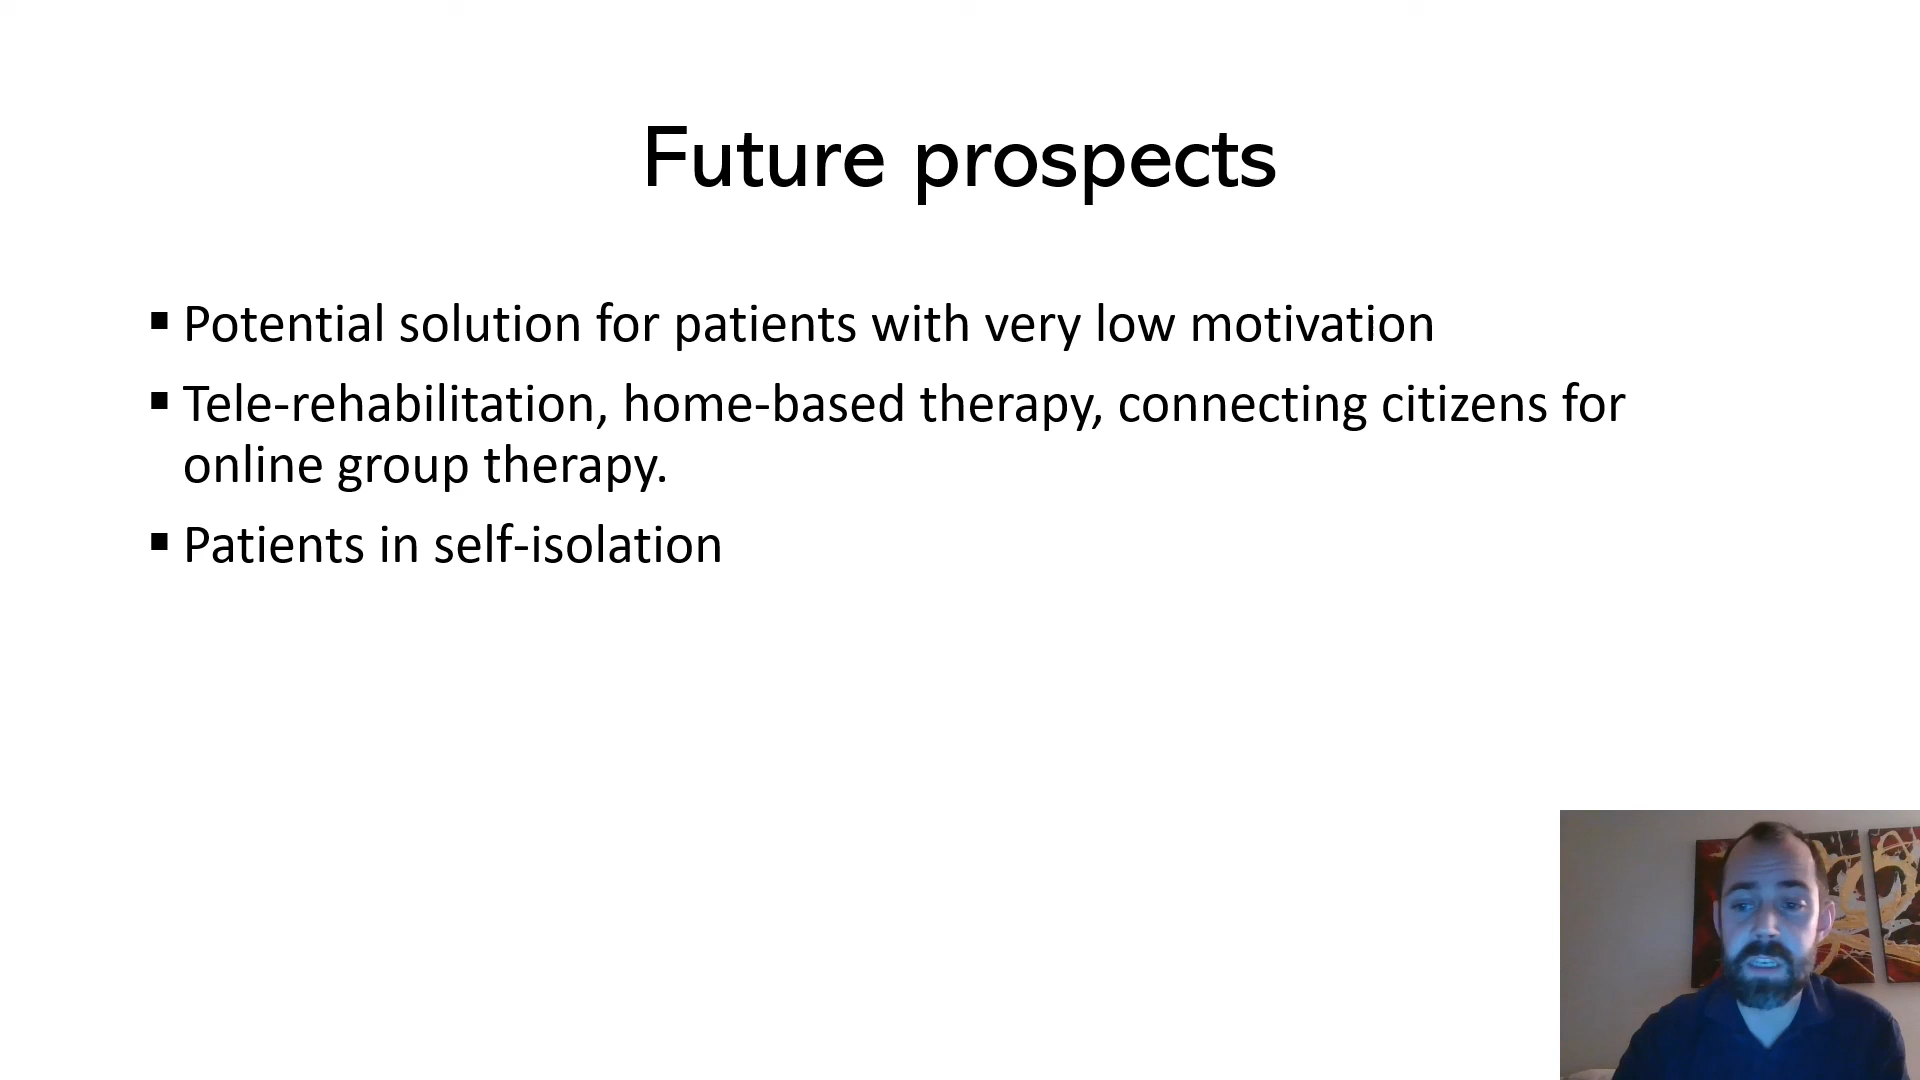 Future prospects
▪ Potential solution for patients with very low motivation
▪ Tele-rehabilitation, home-based therapy, connecting citizens for
online group therapy.
▪ Patients in self-isolation